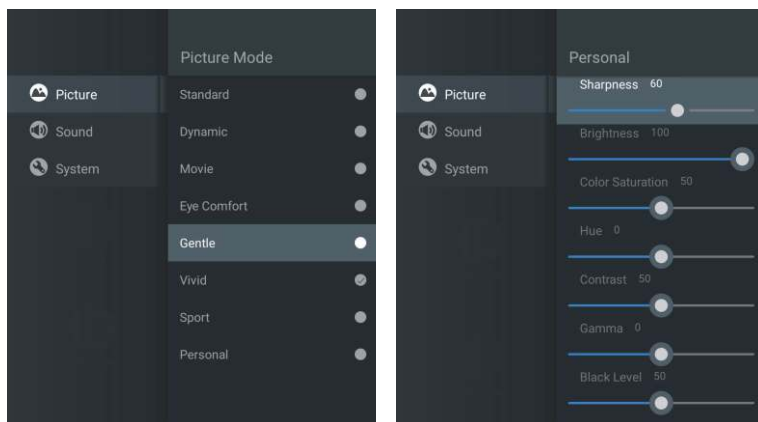 Picture Mode
Picture
Sound
System
Standard
Dynamic
Movie
Eye Comfort
Gentle
Vivid
Sport
Personal
Personal
Picture
Sound
System
Sharpness 60
Brightness 100
Color Saturation 50
Hue 0
Contrast 50
Gamma 0
Black Level 50